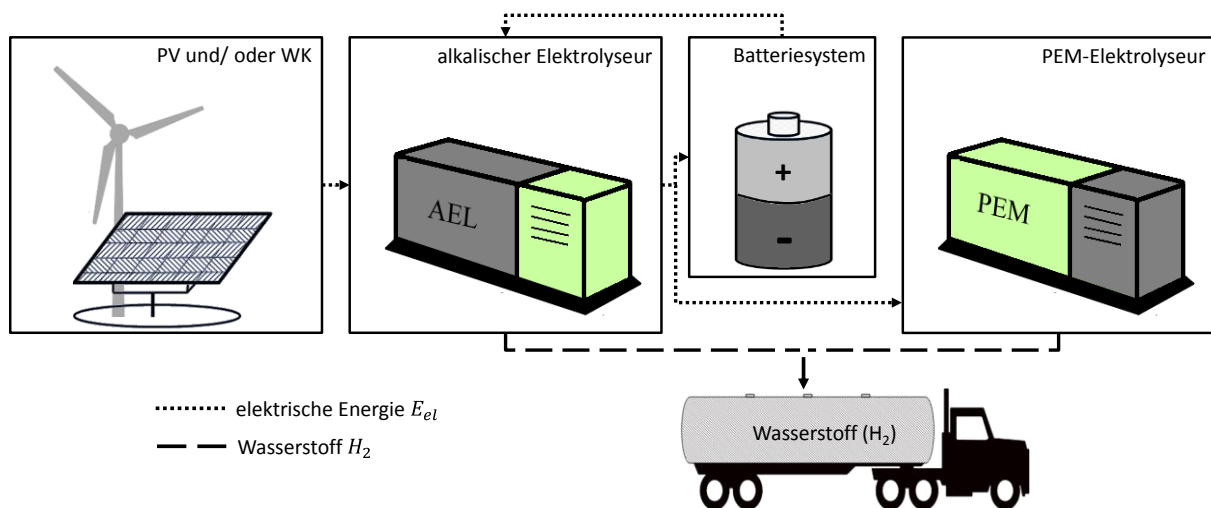 PV und/ oder WK
alkalischer Elektrolyseur
Batteriesystem
PEM-Elektrolyseur
AEL
+
-
PEM
elektrische Energie E_el
Wasserstoff H_2
Wasserstoff (H₂)